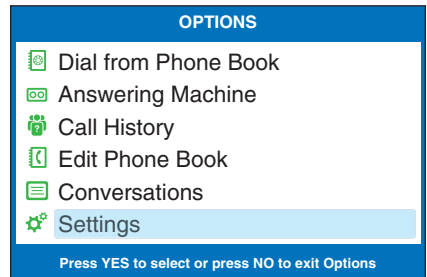 OPTIONS
Dial from Phone Book
Answering Machine
Call History
Edit Phone Book
Conversations
Settings
Press YES to select or press NO to exit Options